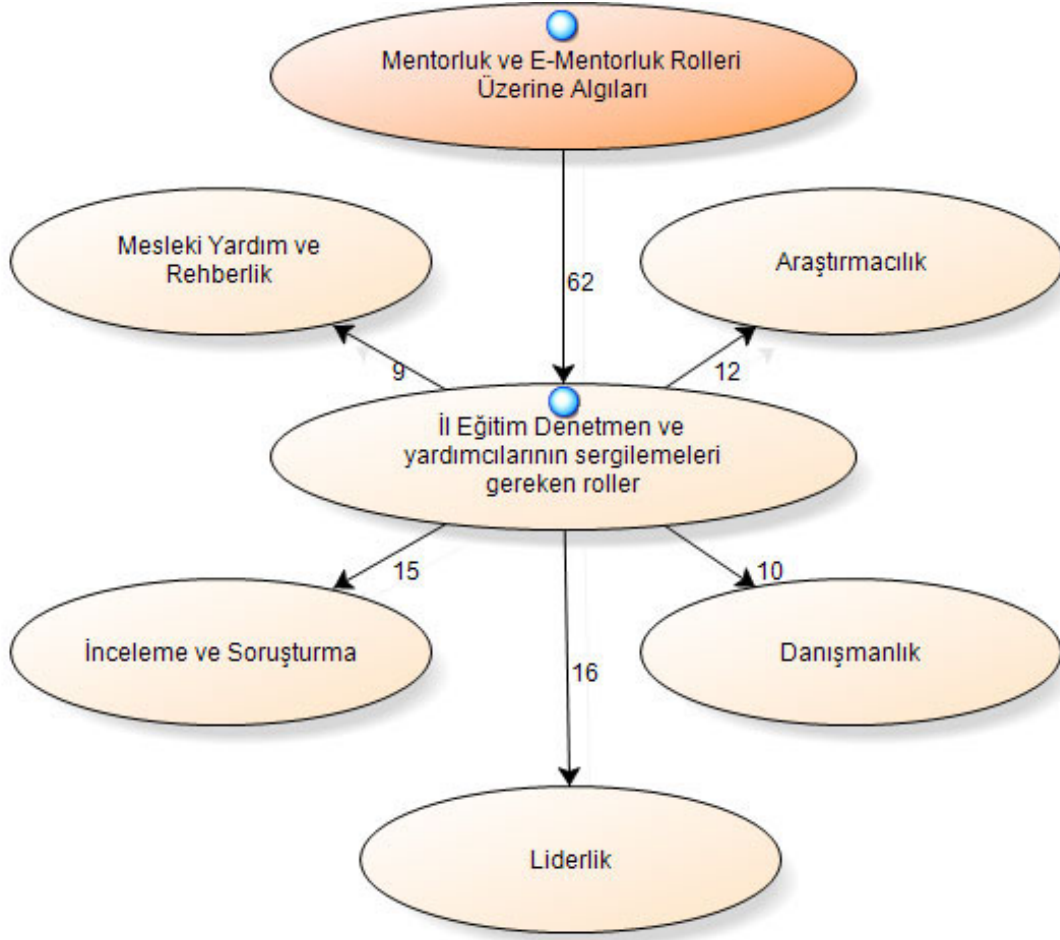 Mentorluk ve E-Mentorluk Rolleri
Üzerine Algıları
Mesleki Yardım ve
Rehberlik
Araştırmacılık
62
9
12
İl Eğitim Denetmen ve
yardımcılarının sergilemeleri
gereken roller
15
10
İnceleme ve Soruşturma
16
Danışmanlık
Liderlik